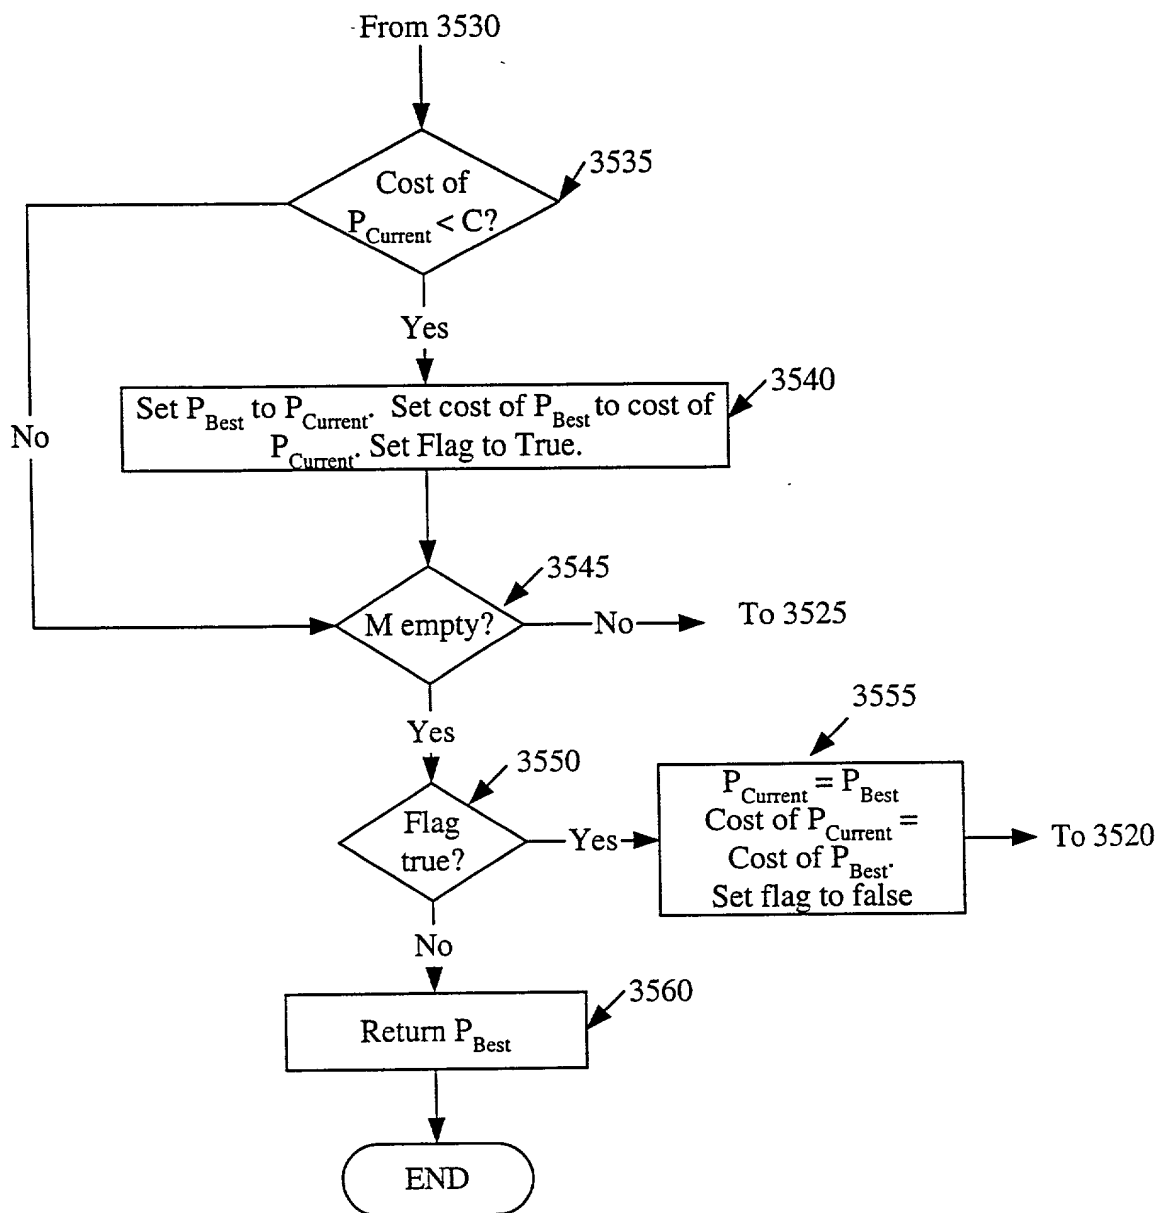 From 3530
Cost of
P_Current < C?
3535
Yes
3540
Set P_Best to P_Current. Set cost of P_Best to cost of
P_Current. Set Flag to True.
No
3545
M empty?
No
To 3525
Yes
3550
Flag
true?
Yes
3555
P_Current = P_Best
Cost of P_Current =
Cost of P_Best.
Set flag to false
To 3520
No
3560
Return P_Best
END